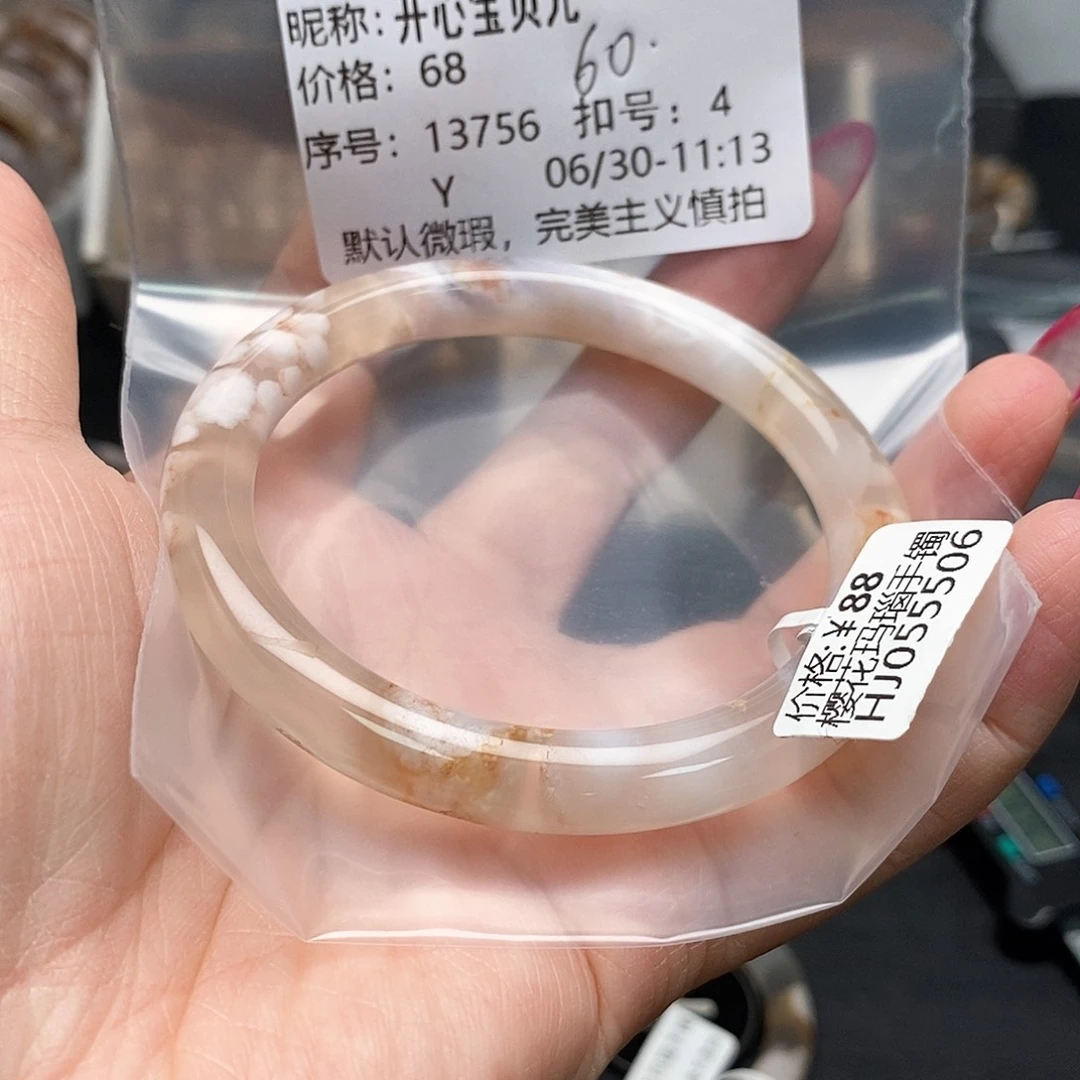 昵称：开心宝贝儿
价格：68
60.
序号：13756 扣号：4
Y 06/30-11:13
默认微瑕，完美主义慎拍
价格:￥88
樱花玛瑙手镯
HJ055506